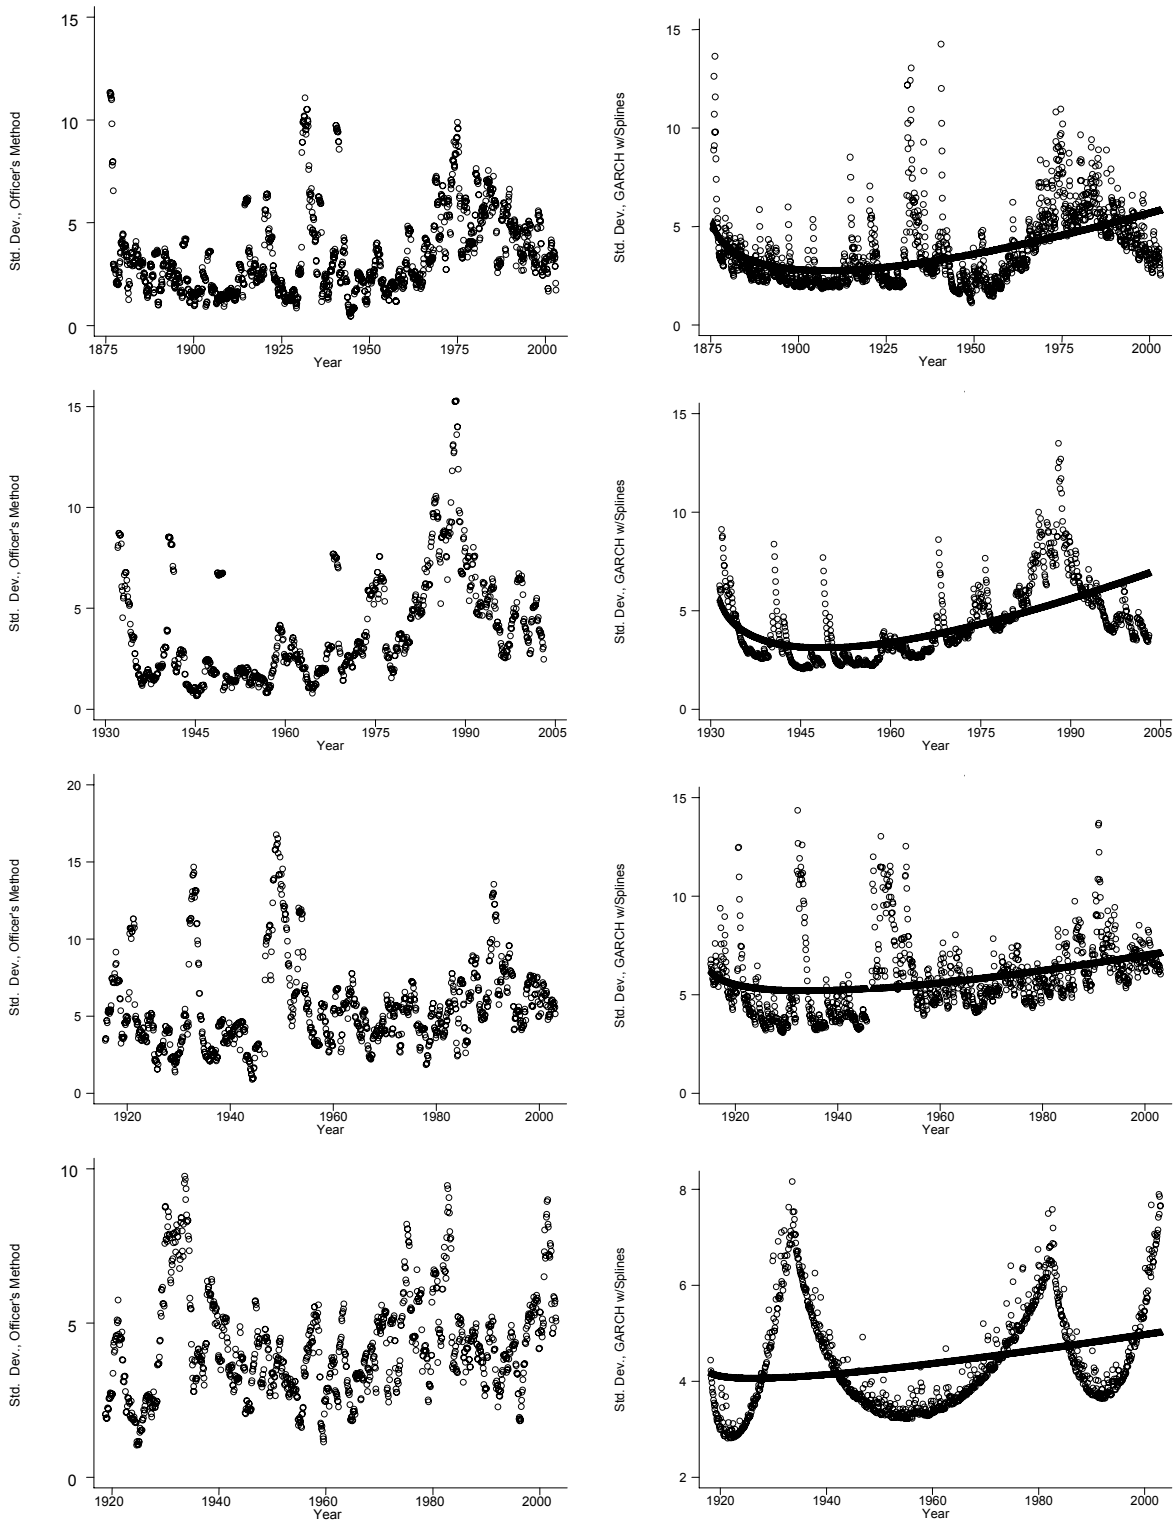 Std. Dev., Officer's Method
15
10
5
0
1875 1900 1925 1950 1975 2000
Year
Std. Dev., GARCH w/Splines
15
10
5
0
1875 1900 1925 1950 1975 2000
Year
Std. Dev., Officer's Method
15
10
5
0
1930 1945 1960 1975 1990 2005
Year
Std. Dev., GARCH w/Splines
15
10
5
0
1930 1945 1960 1975 1990 2005
Year
Std. Dev., Officer's Method
20
15
10
5
0
1920 1940 1960 1980 2000
Year
Std. Dev., GARCH w/Splines
15
10
5
0
1920 1940 1960 1980 2000
Year
Std. Dev., Officer's Method
10
5
0
1920 1940 1960 1980 2000
Year
Std. Dev., GARCH w/Splines
8
6
4
2
1920 1940 1960 1980 2000
Year